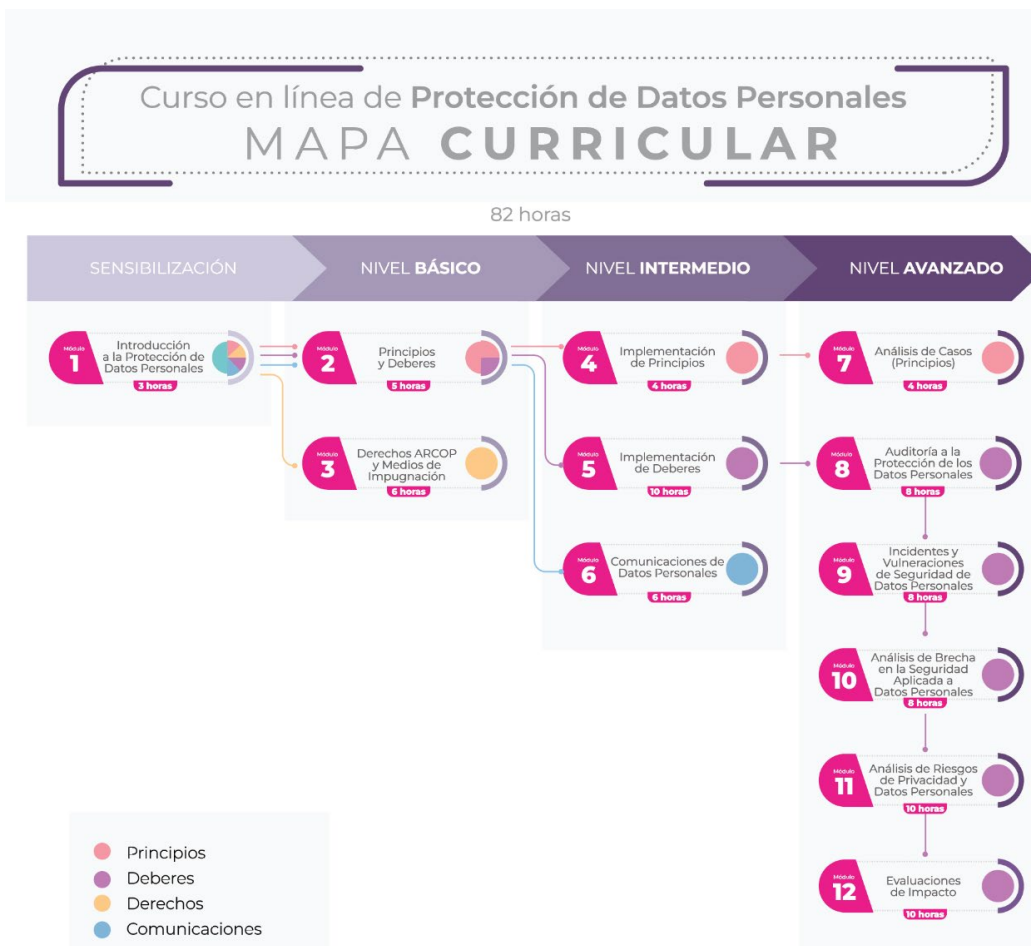 Curso en línea de Protección de Datos Personales
MAPA CURRICULAR
82 horas
SENSIBILIZACIÓN
NIVEL BÁSICO
NIVEL INTERMEDIO
NIVEL AVANZADO
Módulo
1
Introducción
a la Protección de
Datos Personales
3 horas
Módulo
2
Principios
y Deberes
5 horas
Módulo
3
Derechos ARCOP
y Medios de
Impugnación
6 horas
Módulo
4
Implementación
de Principios
4 horas
Módulo
5
Implementación
de Deberes
10 horas
Módulo
6
Comunicaciones de
Datos Personales
6 horas
Módulo
7
Análisis de Casos
(Principios)
4 horas
Módulo
8
Auditoría a la
Protección de los
Datos Personales
8 horas
Módulo
9
Incidentes y
Vulneraciones
de Seguridad de
Datos Personales
8 horas
Módulo
10
Análisis de Brecha
en la Seguridad
Aplicada a
Datos Personales
8 horas
Módulo
11
Análisis de Riesgos
de Privacidad y
Datos Personales
10 horas
Módulo
12
Evaluaciones
de Impacto
10 horas
Principios
Deberes
Derechos
Comunicaciones